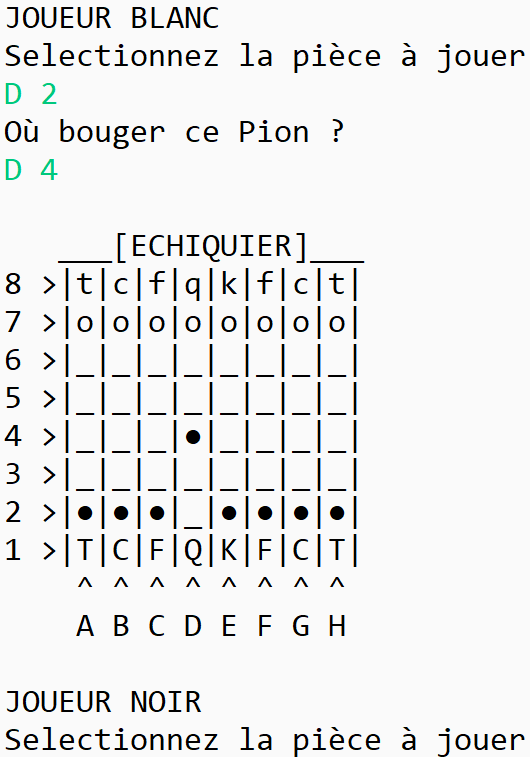 JOUEUR BLANC
Selectionnez la pièce à jouer
D 2
Où bouger ce Pion ?
D 4
___[ECHIQUIER]___
8 >|t|c|f|q|k|f|c|t|
7 >|o|o|o|o|o|o|o|o|
6 >|_|_|_|_|_|_|_|_|
5 >|_|_|_|_|_|_|_|_|
4 >|_|_|_|●|_|_|_|_|
3 >|_|_|_|_|_|_|_|_|
2 >|●|●|●|_|●|●|●|●|
1 >|T|C|F|Q|K|F|C|T|
^ ^ ^ ^ ^ ^ ^ ^
A B C D E F G H
JOUEUR NOIR
Selectionnez la pièce à jouer